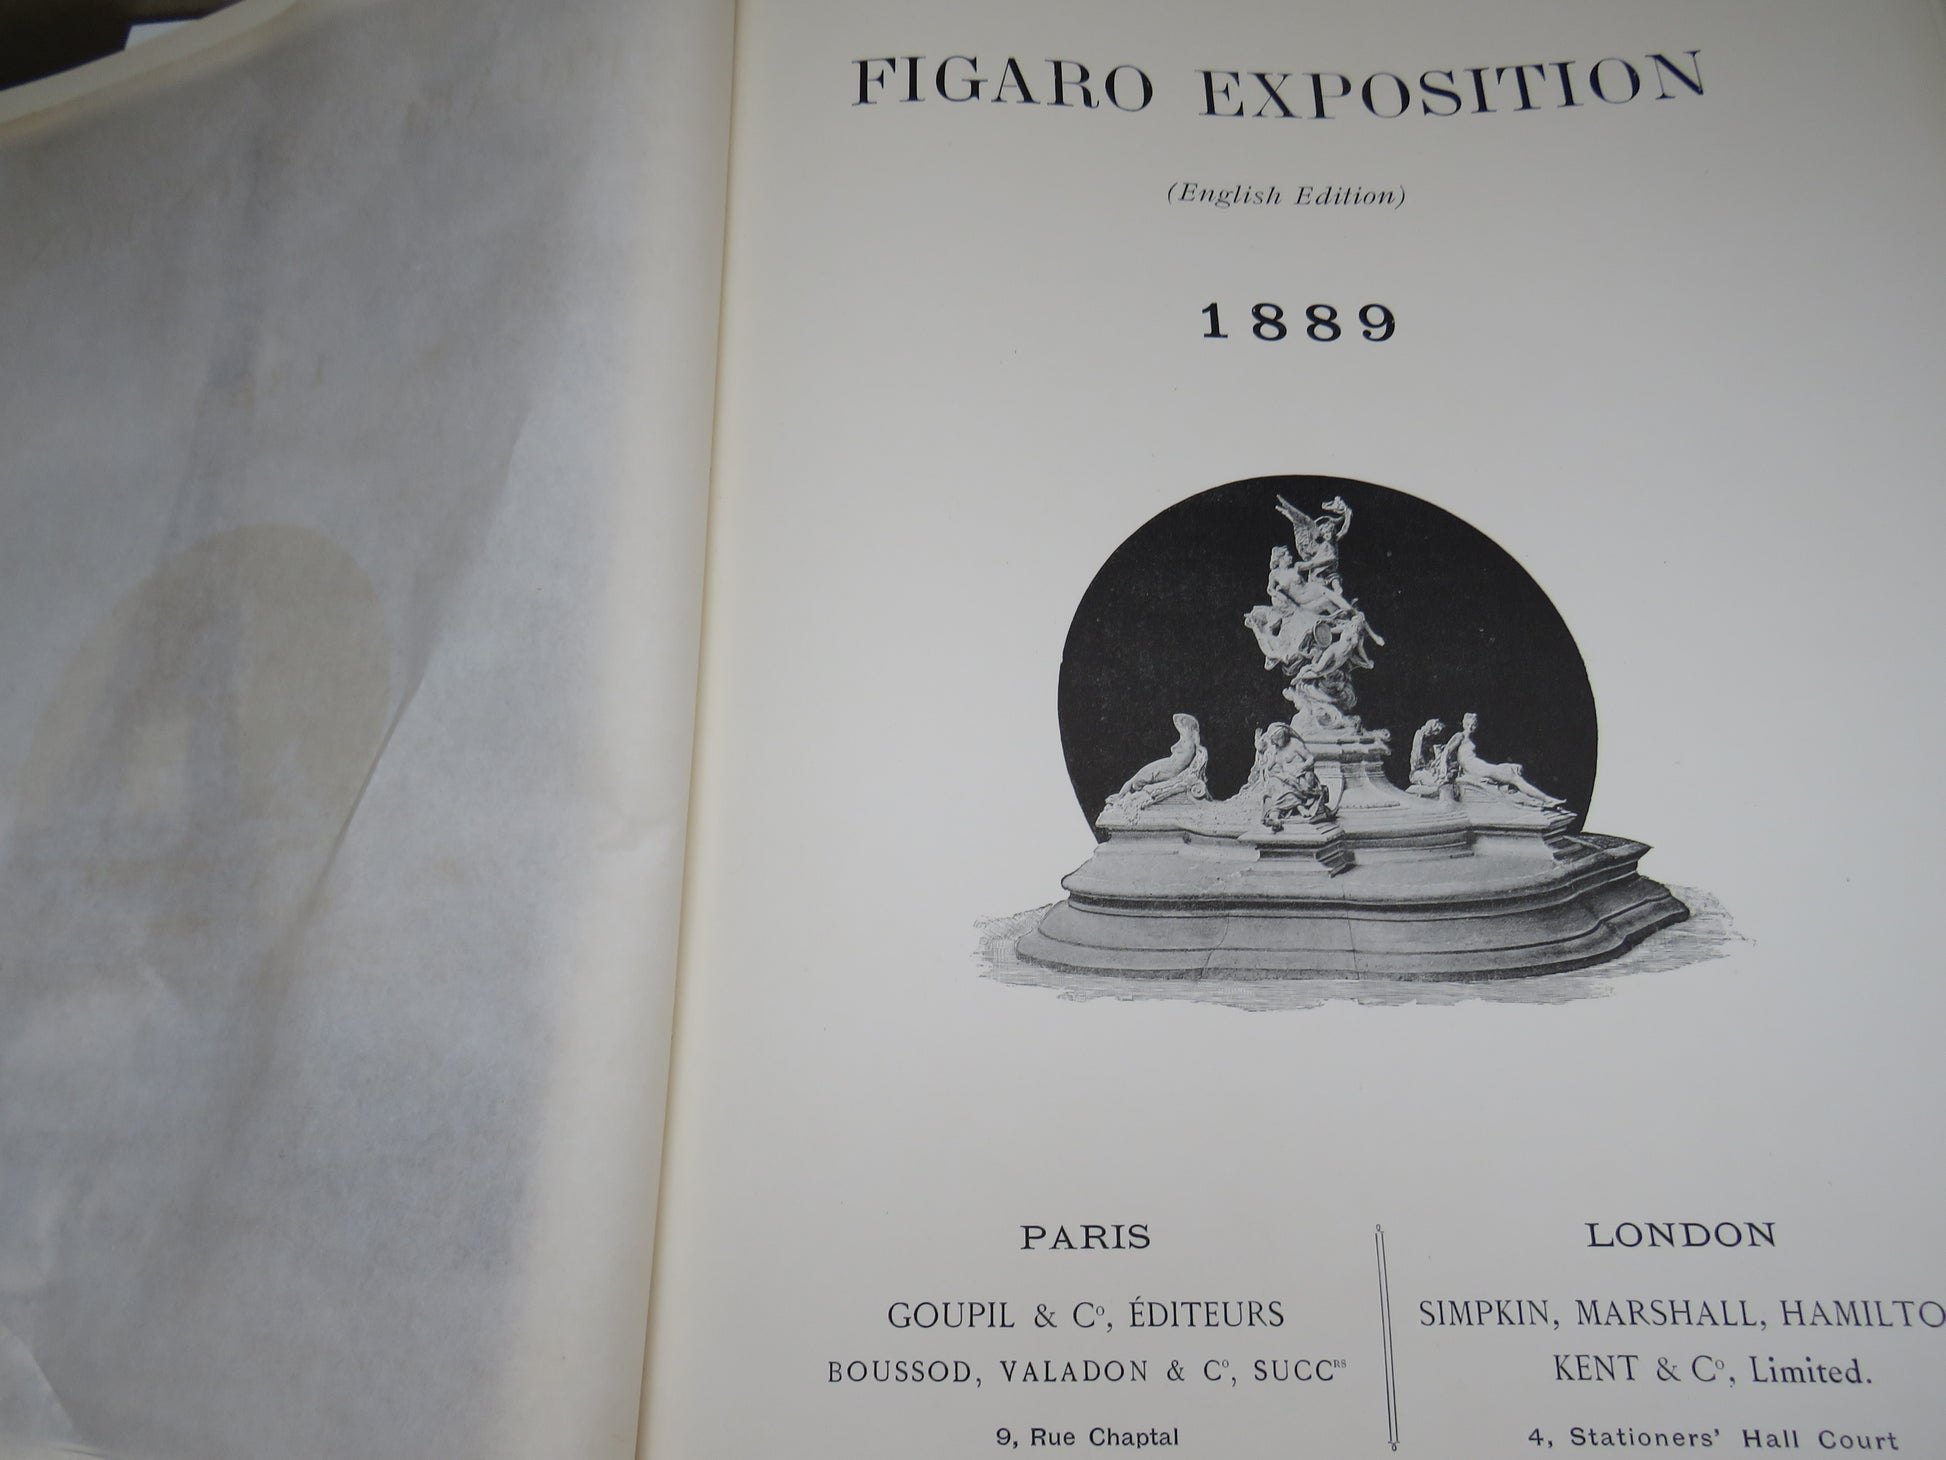 FIGARO EXPOSITION
(English Edition)
1889
PARIS
GOUPIL & Cº, ÉDITEURS
BOUSSOD, VALADON & Cº, SUCCRS
9, Rue Chaptal
LONDON
SIMPKIN, MARSHALL, HAMILTO
KENT & Cº, Limited.
4, Stationers' Hall Court